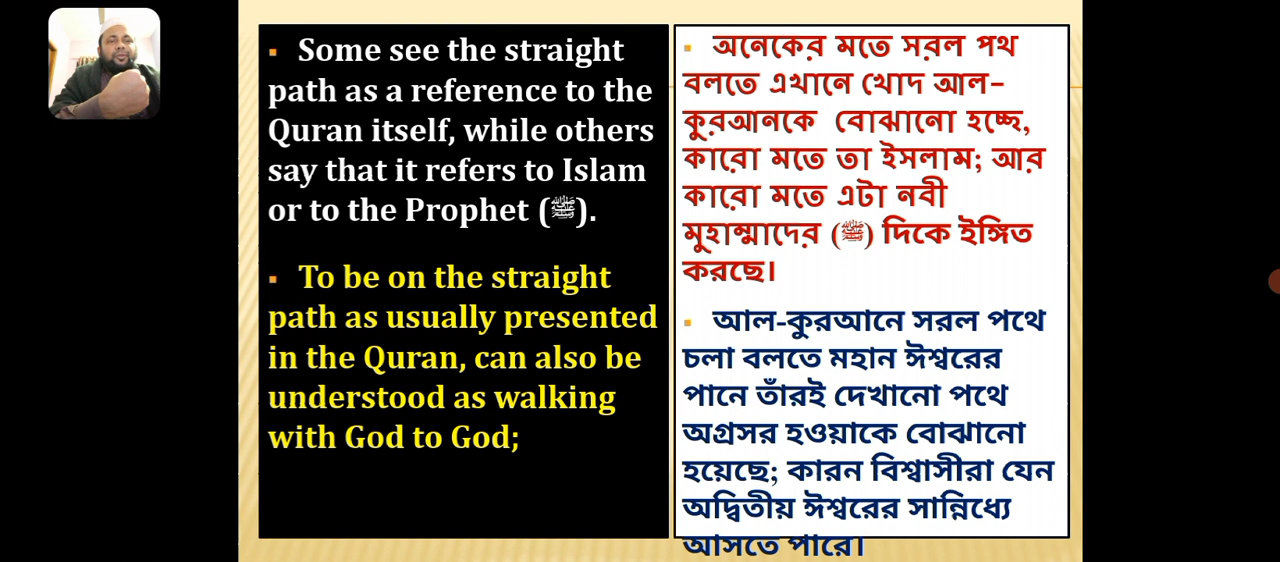 ▪ Some see the straight
path as a reference to the
Quran itself, while others
say that it refers to Islam
or to the Prophet (ﷺ).
▪ To be on the straight
path as usually presented
in the Quran, can also be
understood as walking
with God to God;
▪ অনেকের মতে সরল পথ
বলতে এখানে খোদ আল-
কুরআনকে বোঝানো হচ্ছে,
কারো মতে তা ইসলাম; আর
কারো মতে এটা নবী
মুহাম্মাদের (ﷺ) দিকে ইঙ্গিত
করছে।
▪ আল-কুরআনে সরল পথে
চলা বলতে মহান ঈশ্বরের
পানে তাঁরই দেখানো পথে
অগ্রসর হওয়াকে বোঝানো
হয়েছে; কারন বিশ্বাসীরা যেন
অদ্বিতীয় ঈশ্বরের সান্নিধ্যে
আসতে পারে।